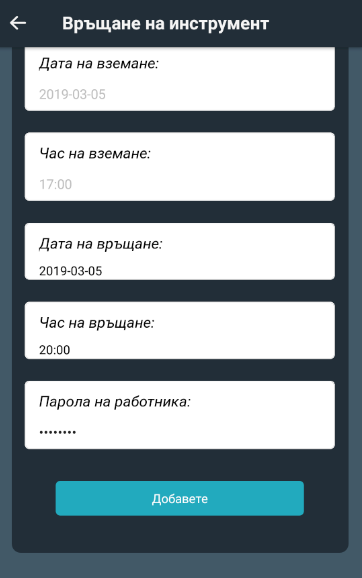 Връщане на инструмент
Дата на вземане:
2019-03-05
Час на вземане:
17:00
Дата на връщане:
2019-03-05
Час на връщане:
20:00
Парола на работника:
••••••••
Добавете